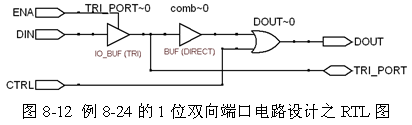 ENA
TRI_PORT~0
comb~0
DOUT~0
DIN
DOUT
IO_BUF (TRI)
BUF (DIRECT)
TRI_PORT
CTRL
图 8-12 例 8-24 的 1 位双向端口电路设计之 RTL 图